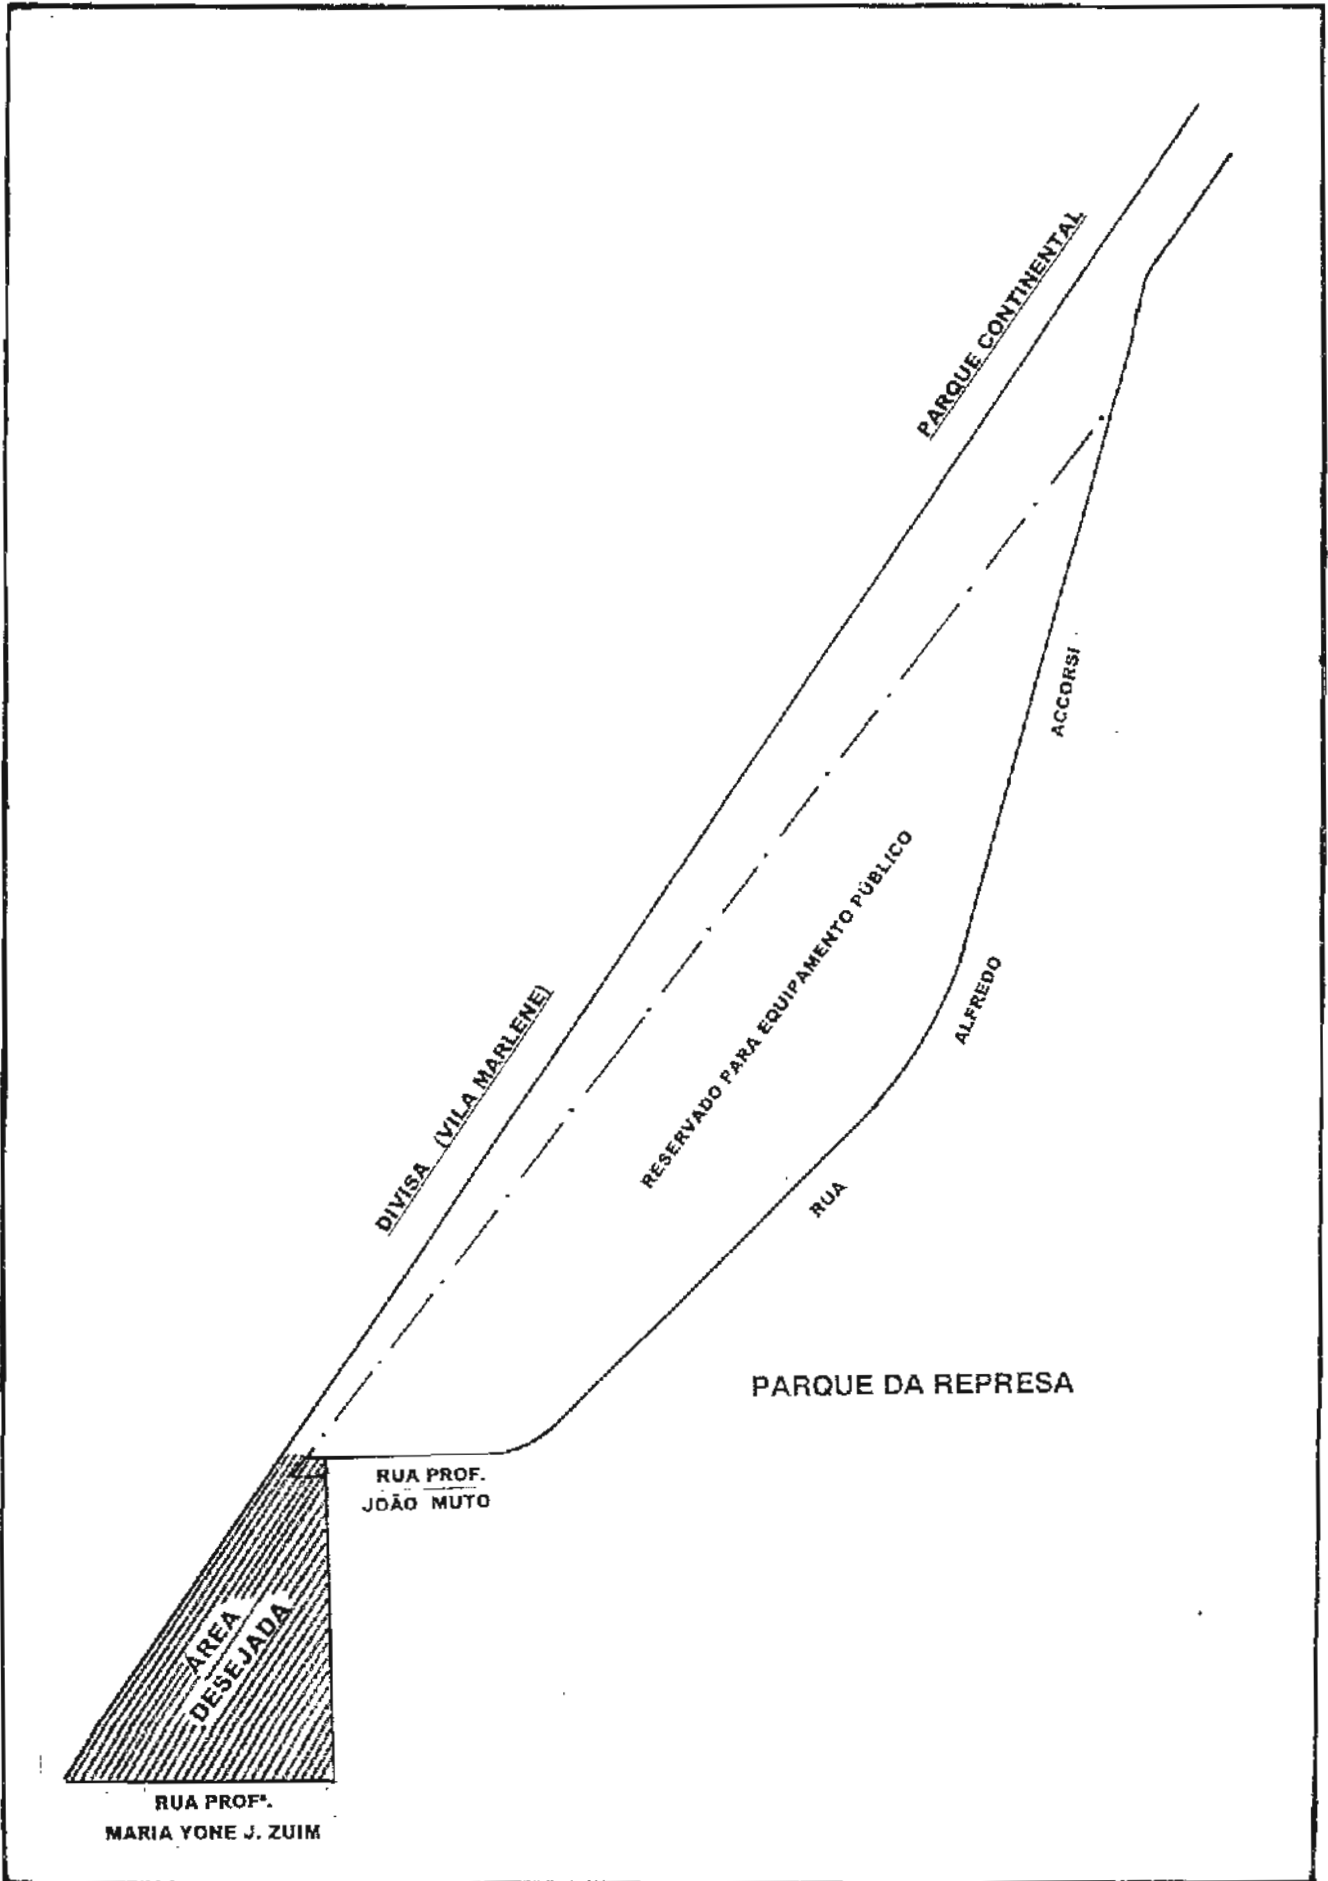 PARQUE CONTINENTAL
ACCORSI
RESERVADO PARA EQUIPAMENTO PÚBLICO
ALFREDO
DIVISA (VILA MARLENE)
RUA
PARQUE DA REPRESA
RUA PROF.
JOÃO MUTO
ÁREA
DESEJADA
RUA PROFª.
MARIA YONE J. ZUIM